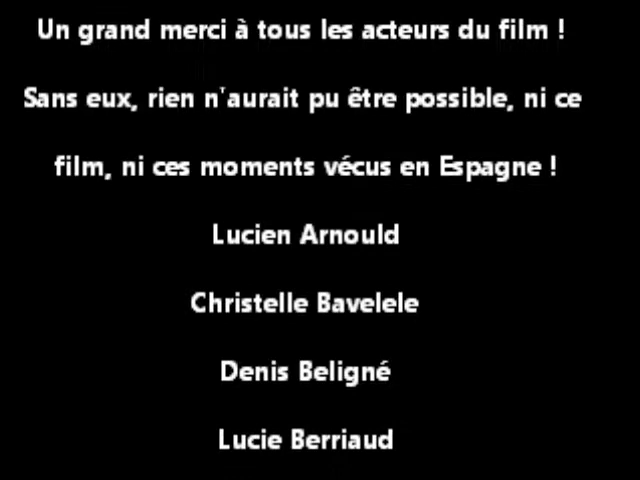 Un grand merci à tous les acteurs du film !
Sans eux, rien n'aurait pu être possible, ni ce
film, ni ces moments vécus en Espagne !
Lucien Arnould
Christelle Bavelele
Denis Beligné
Lucie Berriaud